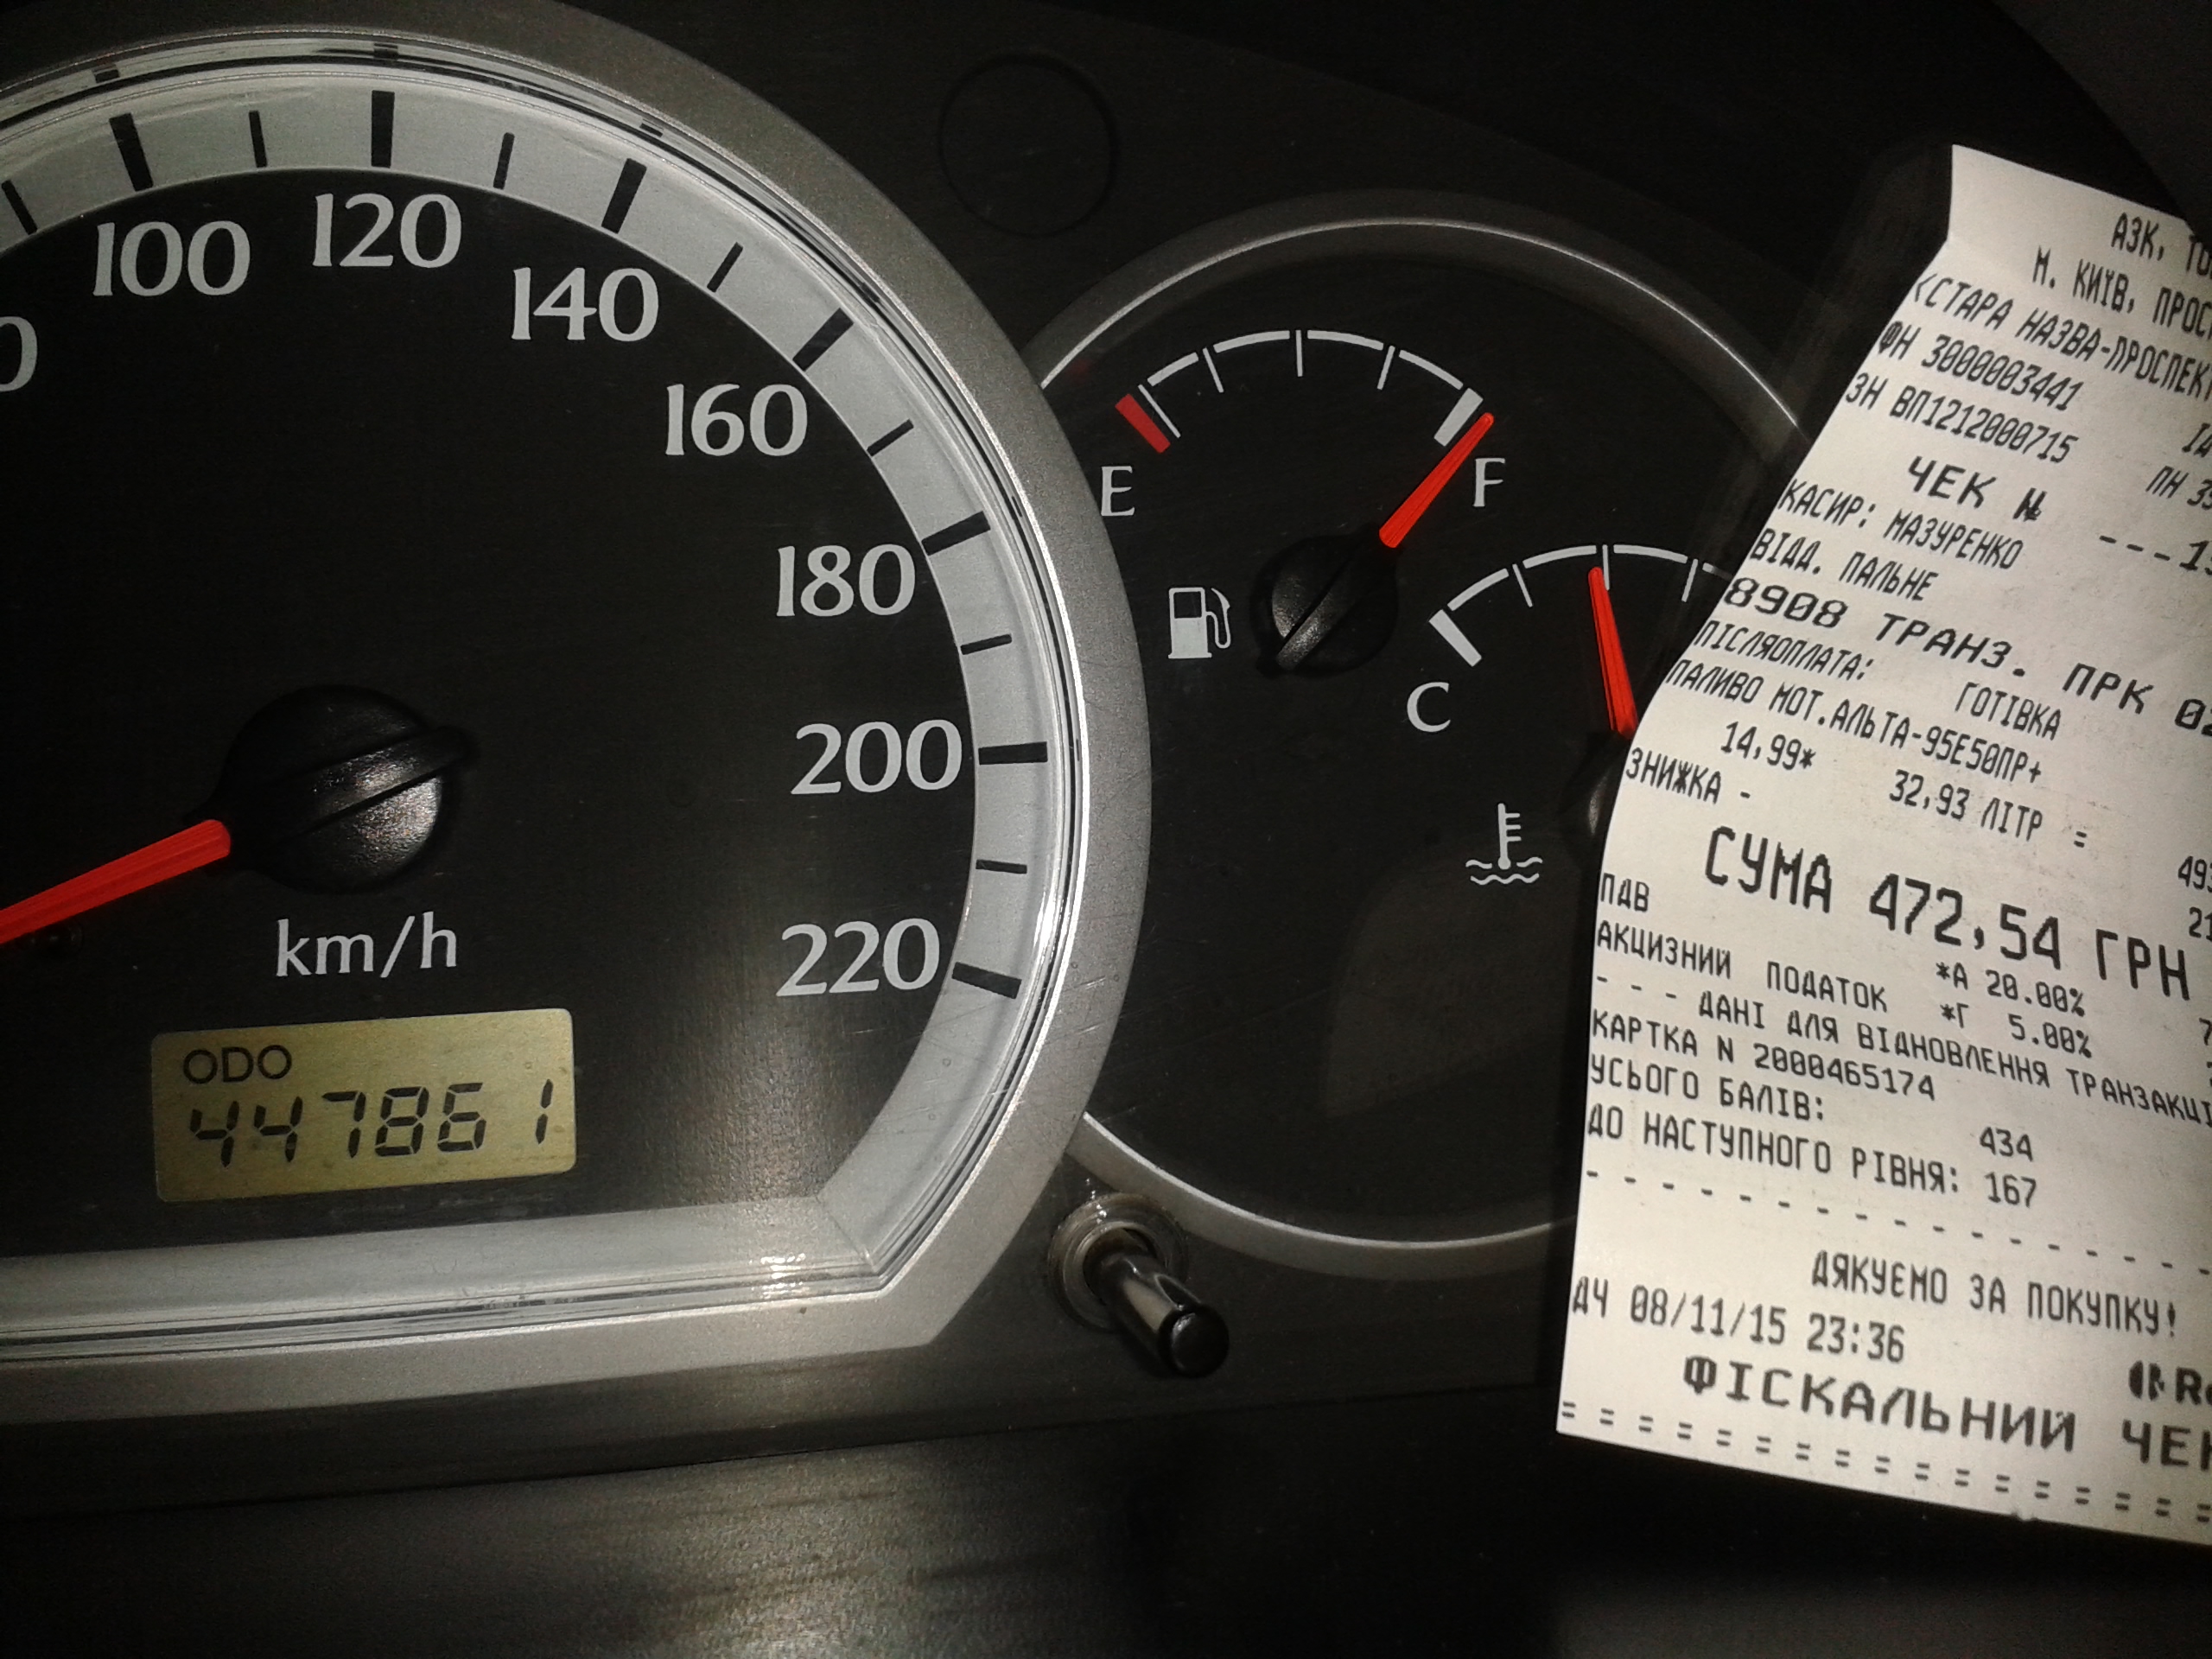 100
120
140
160
180
200
220
km/h
ODO
447861
E
F
C
АЗК,
М. КИЇВ,
<СТАРА НАЗВА-ПРОСПЕКТ
ФН 3000003441
ЗН ВП1212000715 ПН
ЧЕК №
КАСИР: МАЗУРЕНКО
ВІДД. ПАЛЬНЕ
8908 ТРАНЗ. ПРК
ПІСЛЯОПЛАТА: ГОТІВКА
ПАЛИВО МОТ.АЛЬТА-95Е50ПР+
14,99* 32,93 ЛІТР =
ЗНИЖКА -
СУМА 472,54 ГРН
ПДВ *А 20.00%
АКЦИЗНИЙ ПОДАТОК *Г 5.00%
- - - ДАНІ ДЛЯ ВІДНОВЛЕННЯ ТРАНЗАКЦІ
КАРТКА N 2000465174
УСЬОГО БАЛІВ: 434
ДО НАСТУПНОГО РІВНЯ: 167
ДЯКУЄМО ЗА ПОКУПКУ!
ДЧ 08/11/15 23:36
ФІСКАЛЬНИЙ ЧЕК